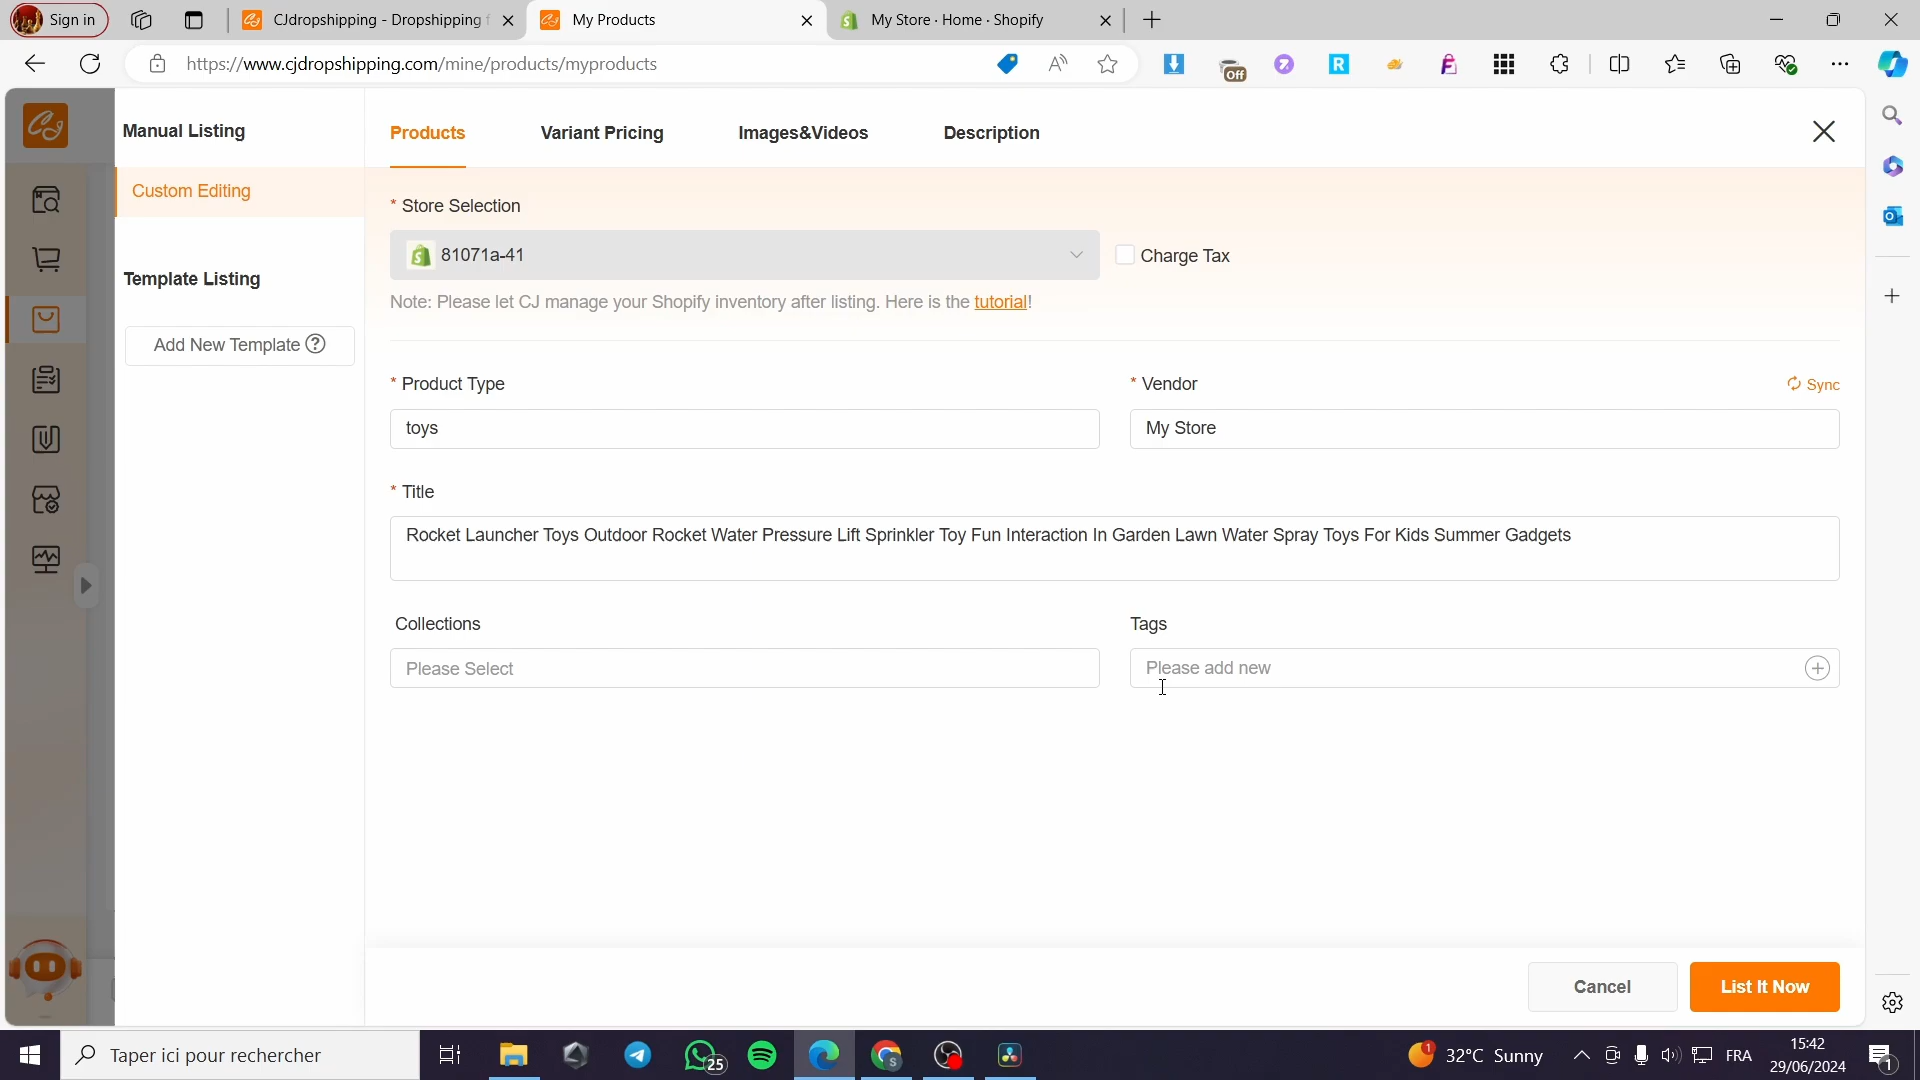 Sign in
CJdropshipping - Dropshipping f
My Products
My Store · Home · Shopify
https://www.cjdropshipping.com/mine/products/myproducts
Off
Manual Listing
Products
Variant Pricing
Images&Videos
Description
Custom Editing
* Store Selection
81071a-41
Charge Tax
Template Listing
Note: Please let CJ manage your Shopify inventory after listing. Here is the tutorial!
Add New Template
* Product Type
* Vendor
Sync
toys
My Store
* Title
Rocket Launcher Toys Outdoor Rocket Water Pressure Lift Sprinkler Toy Fun Interaction In Garden Lawn Water Spray Toys For Kids Summer Gadgets
Collections
Tags
Please Select
Please add new
Cancel
List It Now
Taper ici pour rechercher
25
1
32°C Sunny
FRA
15:42
29/06/2024
1